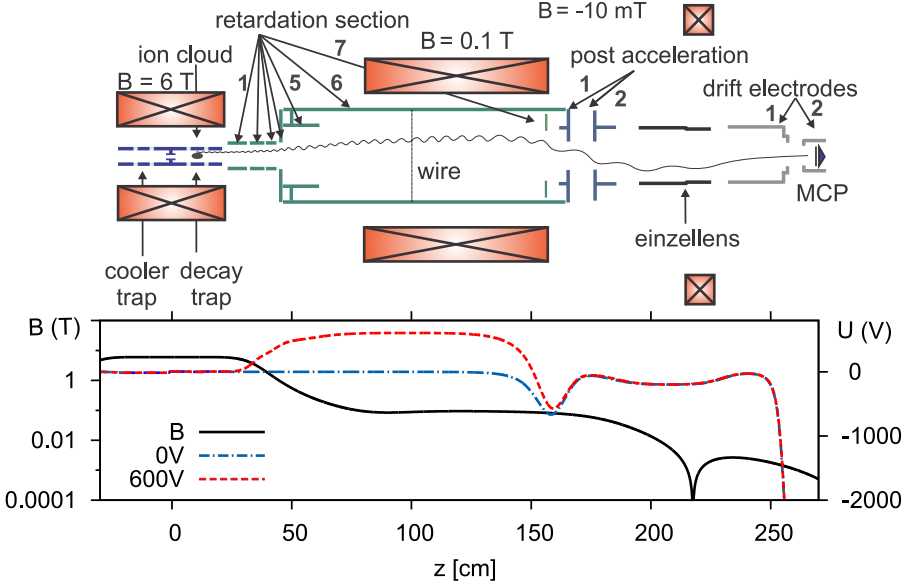 B = -10 mT
retardation section
7
B = 0.1 T
post acceleration
ion cloud
B = 6 T
1
5
6
1
2
drift electrodes
1
2
wire
MCP
einzellens
cooler
trap
decay
trap
B (T)
U (V)
1
0.01
0.0001
0
-1000
-2000
B
0V
600V
0
50
100
150
200
250
z [cm]